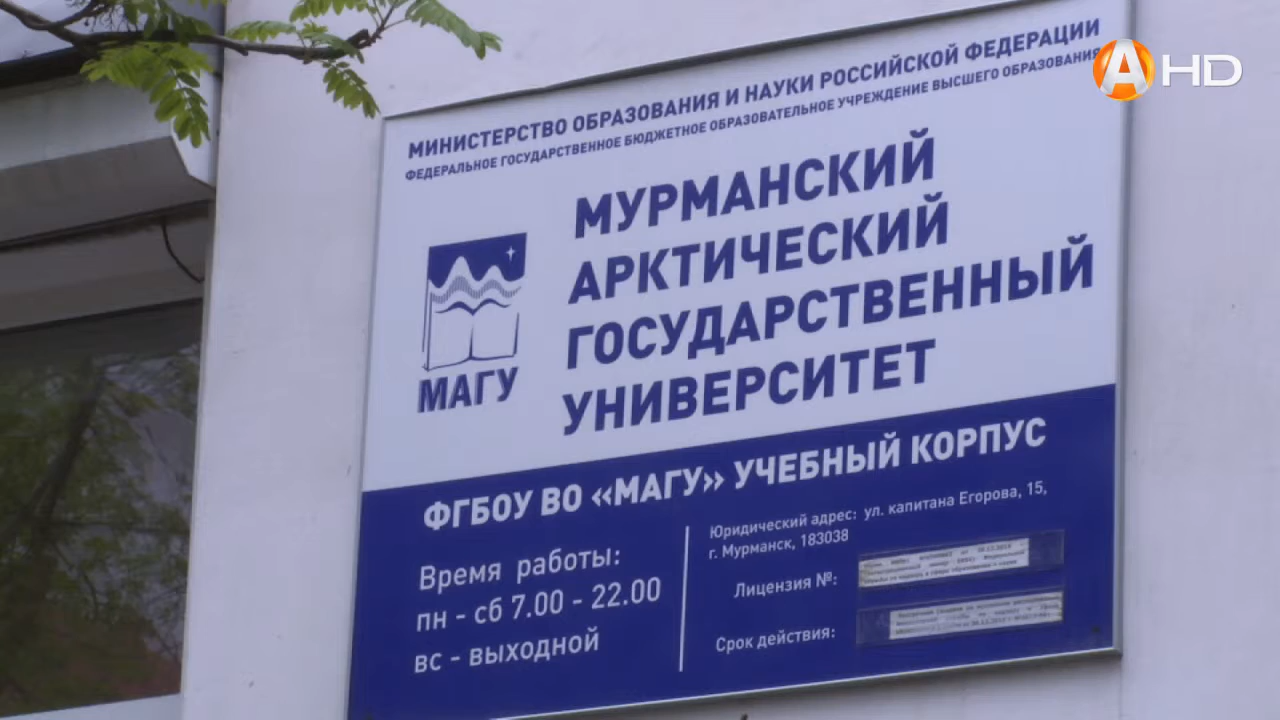 МИНИСТЕРСТВО ОБРАЗОВАНИЯ И НАУКИ РОССИЙСКОЙ ФЕДЕРАЦИИ
ФЕДЕРАЛЬНОЕ ГОСУДАРСТВЕННОЕ БЮДЖЕТНОЕ ОБРАЗОВАТЕЛЬНОЕ УЧРЕЖДЕНИЕ ВЫСШЕГО ОБРАЗОВАНИЯ
А HD
МУРМАНСКИЙ
АРКТИЧЕСКИЙ
ГОСУДАРСТВЕННЫЙ
УНИВЕРСИТЕТ
МАГУ
ФГБОУ ВО «МАГУ» УЧЕБНЫЙ КОРПУС
Время работы:
пн - сб 7.00 - 22.00
вс - выходной
Юридический адрес: ул. капитана Егорова, 15,
г. Мурманск, 183038
Лицензия №:
Срок действия: